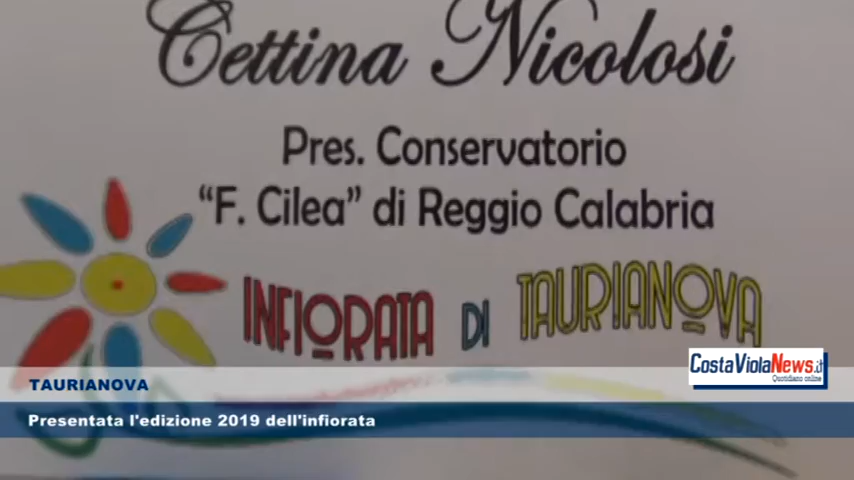 Cettina Nicolosi
Pres. Conservatorio
“F. Cilea” di Reggio Calabria
INFIORATA DI TAURIANOVA
CostaViolaNews.it
Quotidiano online
TAURIANOVA
Presentata l'edizione 2019 dell'infiorata